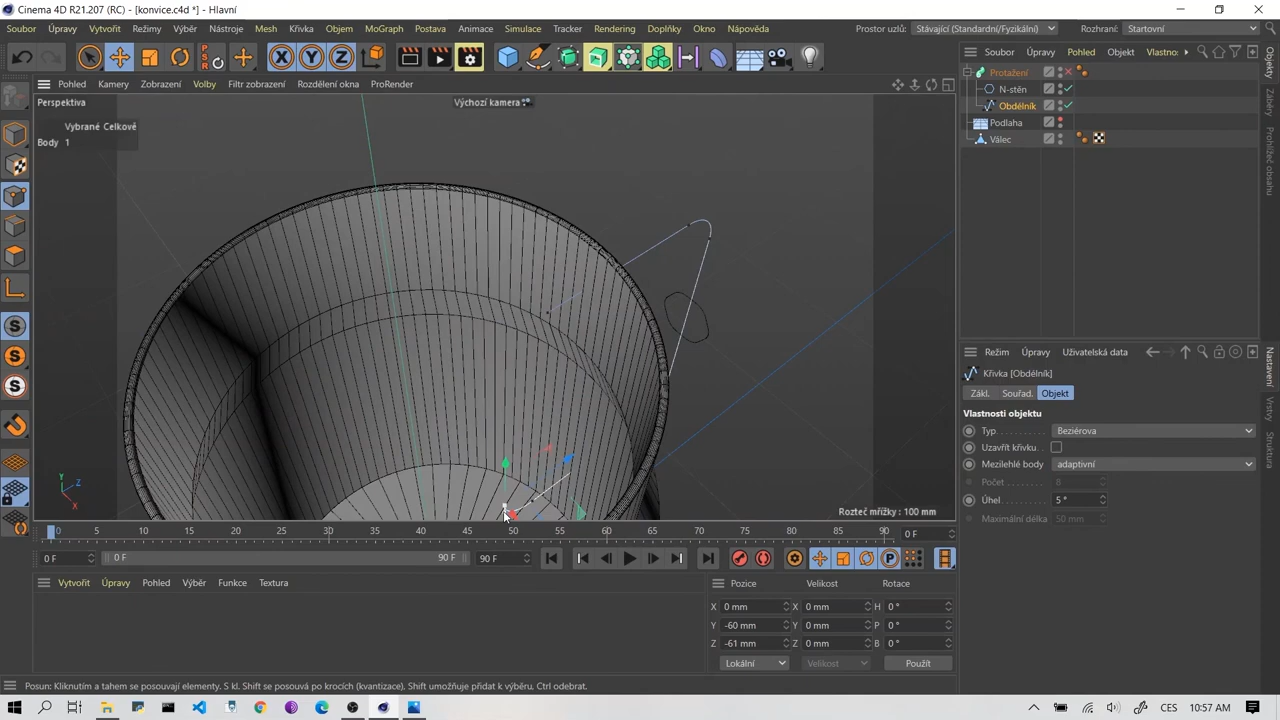 Cinema 4D R21.207 (RC) - [konvice.c4d *] - Hlavní
Soubor Úpravy Vytvořit Režimy Výběr Nástroje Mesh Křivka Objem MoGraph Postava Animace Simulace Tracker Rendering Doplňky Okno Nápověda Prostor uzlů: Stávající (Standardní/Fyzikální) Rozhraní: Startovní
X Y Z
Pohled Kamery Zobrazení Volby Filtr zobrazení Rozdělení okna ProRender
Soubor Úpravy Pohled Objekt Vlastno
Perspektiva
Výchozí kamera
Vybrané Celkově
Body 1
Protažení
N-stěn
Obdélník
Podlaha
Válec
Objekty
Záběry
Prohlížeč obsahu
Režim Úpravy Uživatelská data
Křivka [Obdélník]
Zákl. Souřad. Objekt
Vlastnosti objektu
Typ Beziérova
Uzavřít křivku
Mezilehlé body adaptivní
Počet 8
Úhel 5 °
Maximální délka 50 mm
Nastavení
Vrstvy
Struktura
Y
Z
X
Rozteč mřížky : 100 mm
0 5 10 15 20 25 30 35 40 45 50 55 60 65 70 75 80 85 90 0 F
0 F 0 F 90 F 90 F
P
Vytvořit Úpravy Pohled Výběr Funkce Textura
Pozice Velikost Rotace
X 0 mm X 0 mm H 0 °
Y -60 mm Y 0 mm P 0 °
Z -61 mm Z 0 mm B 0 °
Lokální Velikost Použít
Posun: Kliknutím a tahem se posouvají elementy. S kl. Shift se posouvá po krocích (kvantizace). Shift umožňuje přidat k výběru, Ctrl odebrat.
CES 10:57 AM